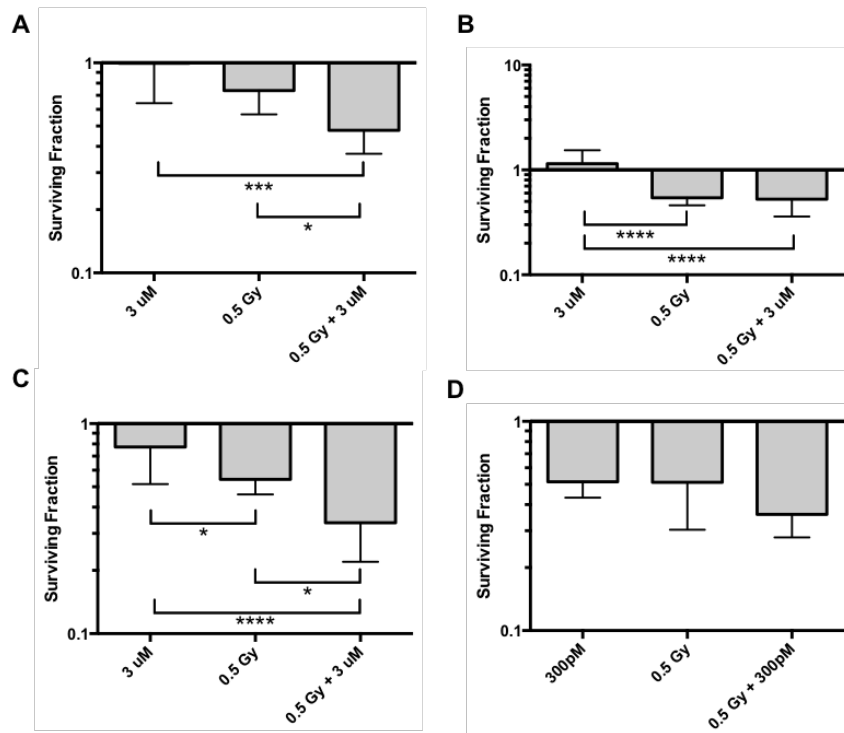 A
Surviving Fraction
1
0.1
***
*
3 uM
0.5 Gy
0.5 Gy + 3 uM
B
Surviving Fraction
10
1
0.1
****
****
3 uM
0.5 Gy
0.5 Gy + 3 uM
C
Surviving Fraction
1
0.1
*
*
****
3 uM
0.5 Gy
0.5 Gy + 3 uM
D
Surviving Fraction
1
0.1
300pM
0.5 Gy
0.5 Gy + 300pM